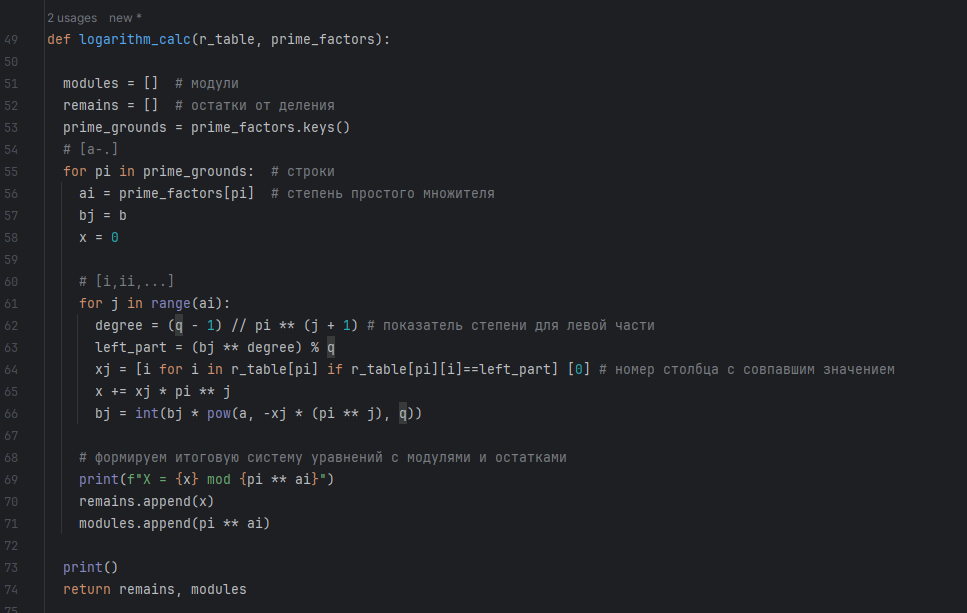 2 usages new *
49 def logarithm_calc(r_table, prime_factors):
50
51 modules = [] # модули
52 remains = [] # остатки от деления
53 prime_grounds = prime_factors.keys()
54 # [a-.]
55 for pi in prime_grounds: # строки
56 ai = prime_factors[pi] # степень простого множителя
57 bj = b
58 x = 0
59
60 # [i,ii,...]
61 for j in range(ai):
62 degree = (q - 1) // pi ** (j + 1) # показатель степени для левой части
63 left_part = (bj ** degree) % q
64 xj = [i for i in r_table[pi] if r_table[pi][i]==left_part] [0] # номер столбца с совпавшим значением
65 x += xj * pi ** j
66 bj = int(bj * pow(a, -xj * (pi ** j), q))
67
68 # формируем итоговую систему уравнений с модулями и остатками
69 print(f"X = {x} mod {pi ** ai}")
70 remains.append(x)
71 modules.append(pi ** ai)
72
73 print()
74 return remains, modules
75